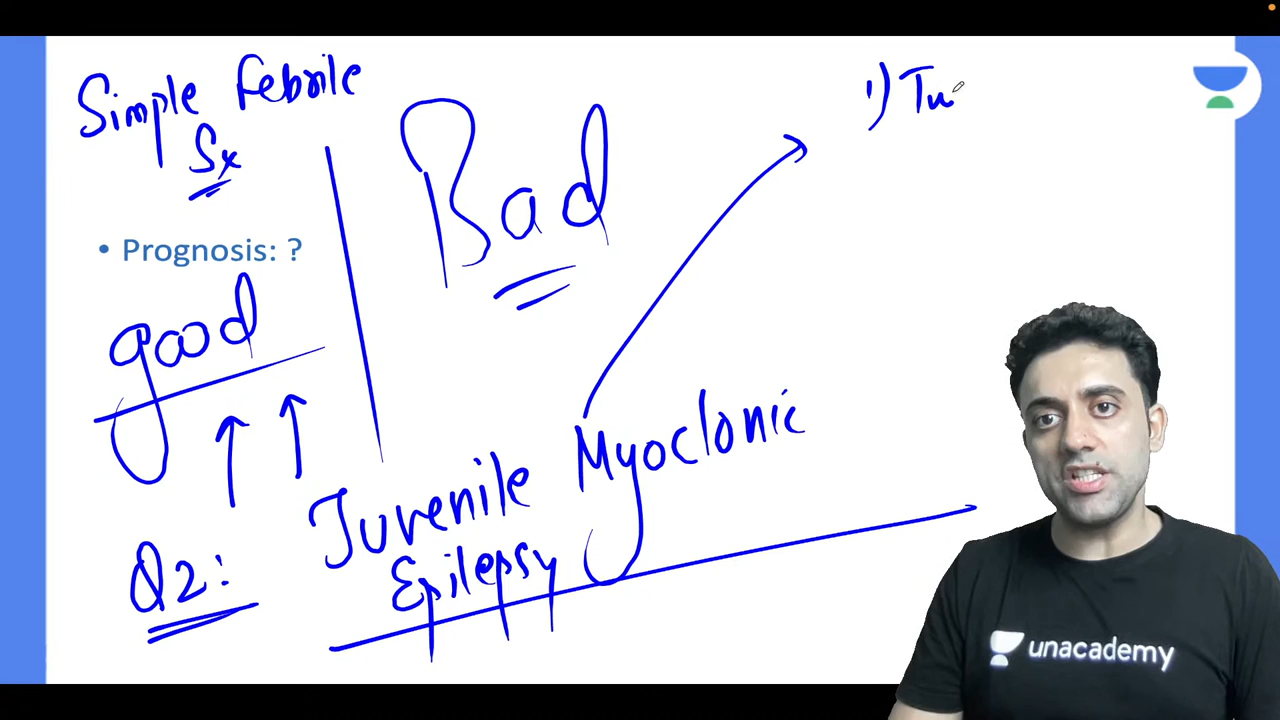 Simple Febrile
Sx
• Prognosis: ?
good
Bad
1) Tu
Q2:
Juvenile Myoclonic
Epilepsy
unacademy